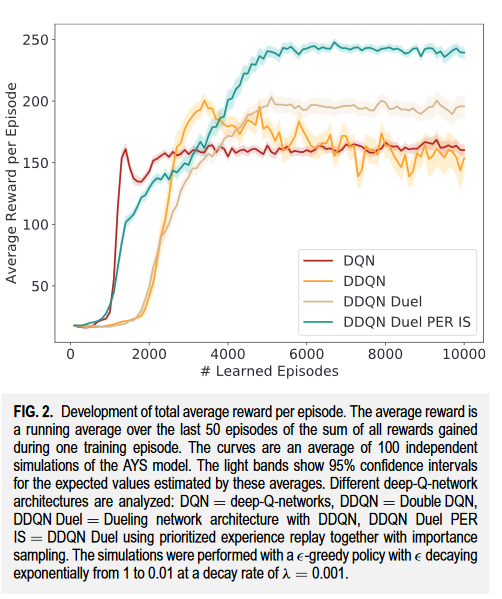 250
200
150
100
50
Average Reward per Episode
DQN
DDQN
DDQN Duel
DDQN Duel PER IS
0 2000 4000 6000 8000 10000
# Learned Episodes
FIG. 2. Development of total average reward per episode. The average reward is
a running average over the last 50 episodes of the sum of all rewards gained
during one training episode. The curves are an average of 100 independent
simulations of the AYS model. The light bands show 95% confidence intervals
for the expected values estimated by these averages. Different deep-Q-network
architectures are analyzed: DQN = deep-Q-networks, DDQN = Double DQN,
DDQN Duel = Dueling network architecture with DDQN, DDQN Duel PER
IS = DDQN Duel using prioritized experience replay together with importance
sampling. The simulations were performed with a ϵ-greedy policy with ϵ decaying
exponentially from 1 to 0.01 at a decay rate of λ = 0.001.